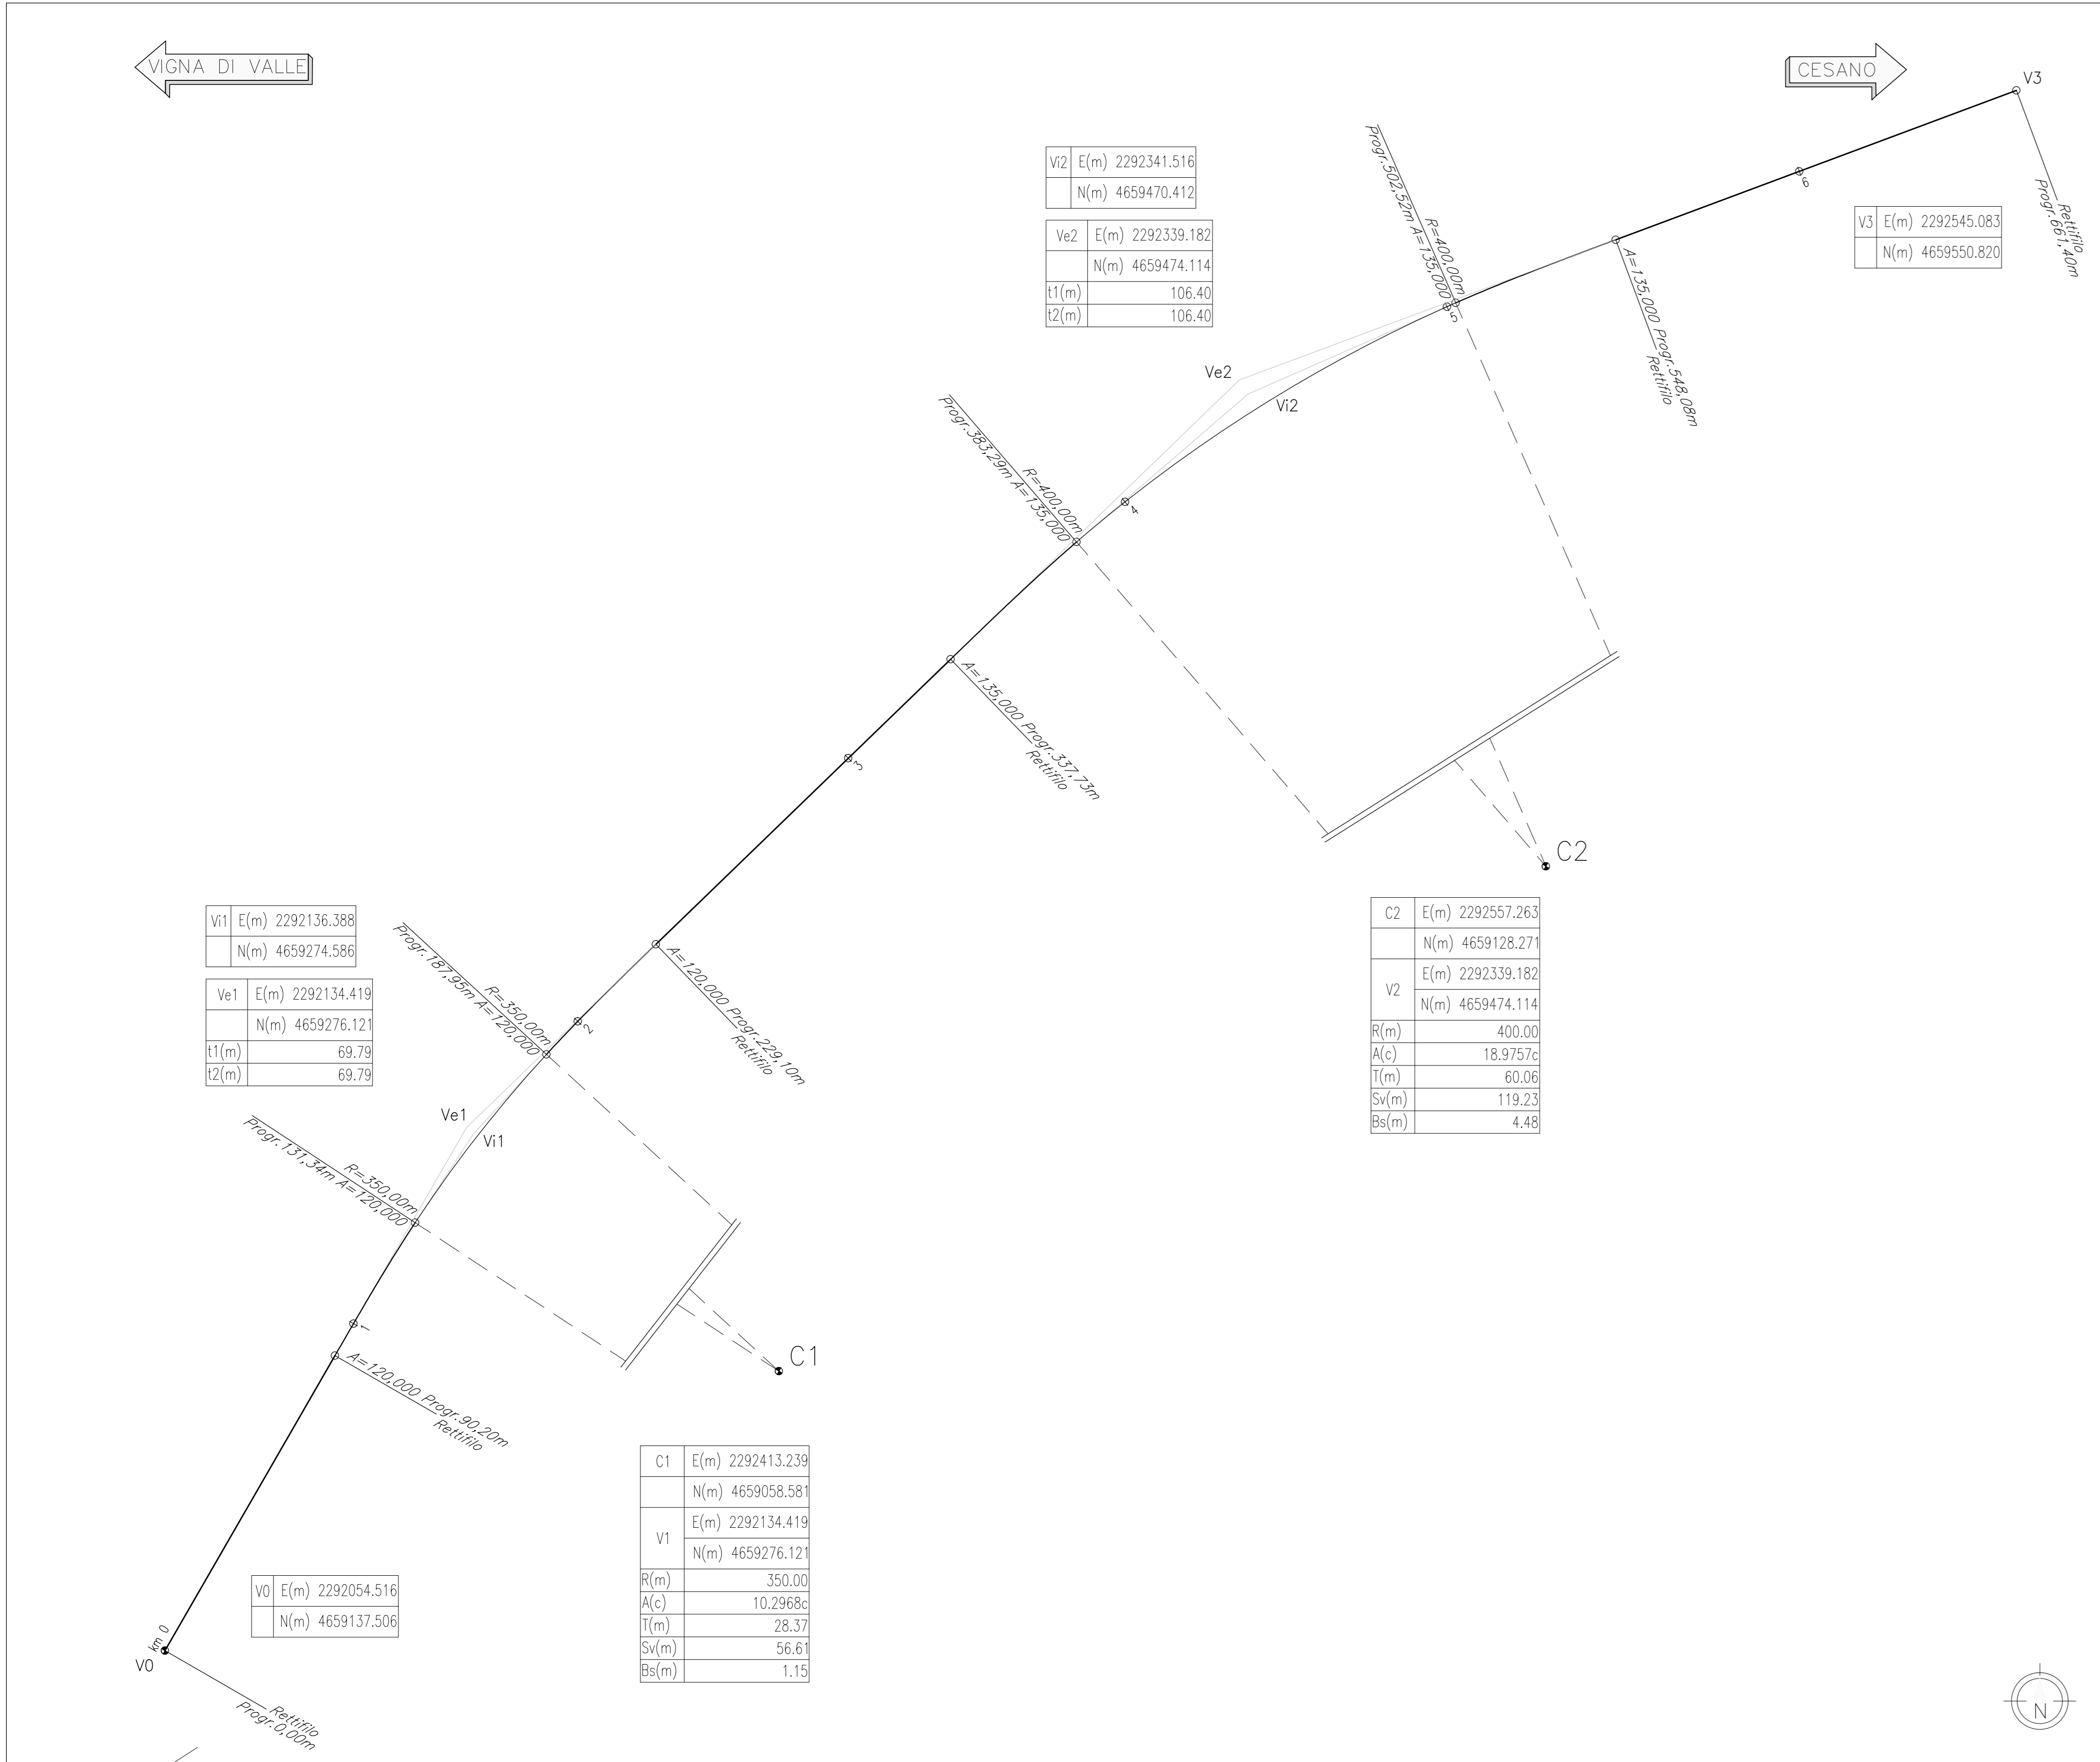 VIGNA DI VALLE
CESANO
V3
Vi2 E(m) 2292341.516
N(m) 4659470.412
Ve2 E(m) 2292339.182
N(m) 4659474.114
t1(m) 106.40
t2(m) 106.40
R=400,00m
Progr.502,52m A=135,000
6
V3 E(m) 2292545.083
N(m) 4659550.820
Rettifilo
Progr.661,40m
5
A=135,000 Progr.548,08m
Rettifilo
Ve2
Vi2
R=400,00m
Progr.383,29m A=135,000
4
A=135,000 Progr.337,73m
Rettifilo
3
C2
C2 E(m) 2292557.263
N(m) 4659128.271
V2 E(m) 2292339.182
N(m) 4659474.114
R(m) 400.00
A(c) 18.9757c
T(m) 60.06
Sv(m) 119.23
Bs(m) 4.48
Vi1 E(m) 2292136.388
N(m) 4659274.586
Ve1 E(m) 2292134.419
N(m) 4659276.121
t1(m) 69.79
t2(m) 69.79
R=350,00m
Progr.187,95m A=120,000
2
A=120,000 Progr.229,10m
Rettifilo
Ve1
Vi1
R=350,00m
Progr.131,34m A=120,000
1
A=120,000 Progr.90,20m
Rettifilo
C1
C1 E(m) 2292413.239
N(m) 4659058.581
V1 E(m) 2292134.419
N(m) 4659276.121
R(m) 350.00
A(c) 10.2968c
T(m) 28.37
Sv(m) 56.61
Bs(m) 1.15
V0 E(m) 2292054.516
N(m) 4659137.506
km 0
V0
Rettifilo
Progr.0,00m
N